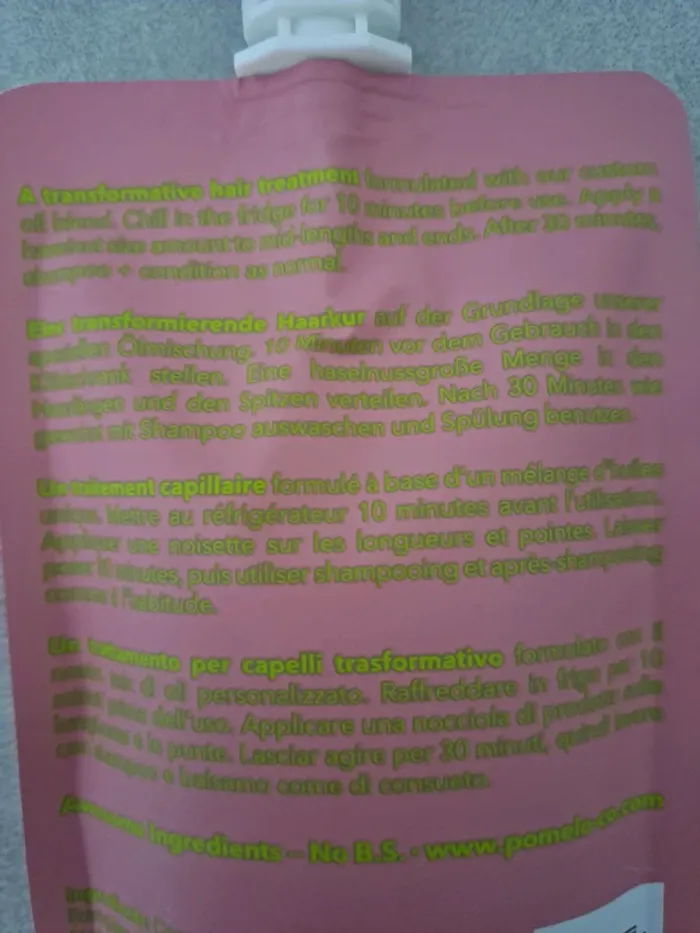 A transformative hair treatment formulated with our custom
oil blend. Chill in the fridge for 10 minutes before use. Apply a
hazelnut size amount to mid-lengths and ends. After 30 minutes,
shampoo + condition as normal.
Eine transformierende Haarkur auf der Grundlage unserer
speziellen Ölmischung. 10 Minuten vor dem Gebrauch in den
Kühlschrank stellen. Eine haselnussgroße Menge in den
Haarlängen und den Spitzen verteilen. Nach 30 Minuten wie
gewohnt mit Shampoo auswaschen und Spülung benutzen.
Un traitement capillaire formulé à base d'un mélange d'huiles
unique. Mettre au réfrigérateur 10 minutes avant l'utilisation.
Appliquer une noisette sur les longueurs et pointes. Laisser
poser minutes, puis utiliser shampooing et après-shampooing
comme à l'habitude.
Un trattamento per capelli trasformativo formulato con il
nostro mix di oli personalizzato. Raffreddare in frigo per 10
minuti prima dell'uso. Applicare una nocciola di prodotto sulle
lunghezze e le punte. Lasciar agire per 30 minuti, quindi lavare
con shampoo e balsamo come di consueto.
Awesome Ingredients - No B.S. - www.pomelo-co.com
Ingredients: